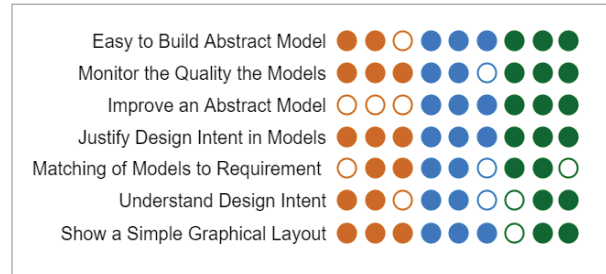 Easy to Build Abstract Model
Monitor the Quality the Models
Improve an Abstract Model
Justify Design Intent in Models
Matching of Models to Requirement
Understand Design Intent
Show a Simple Graphical Layout